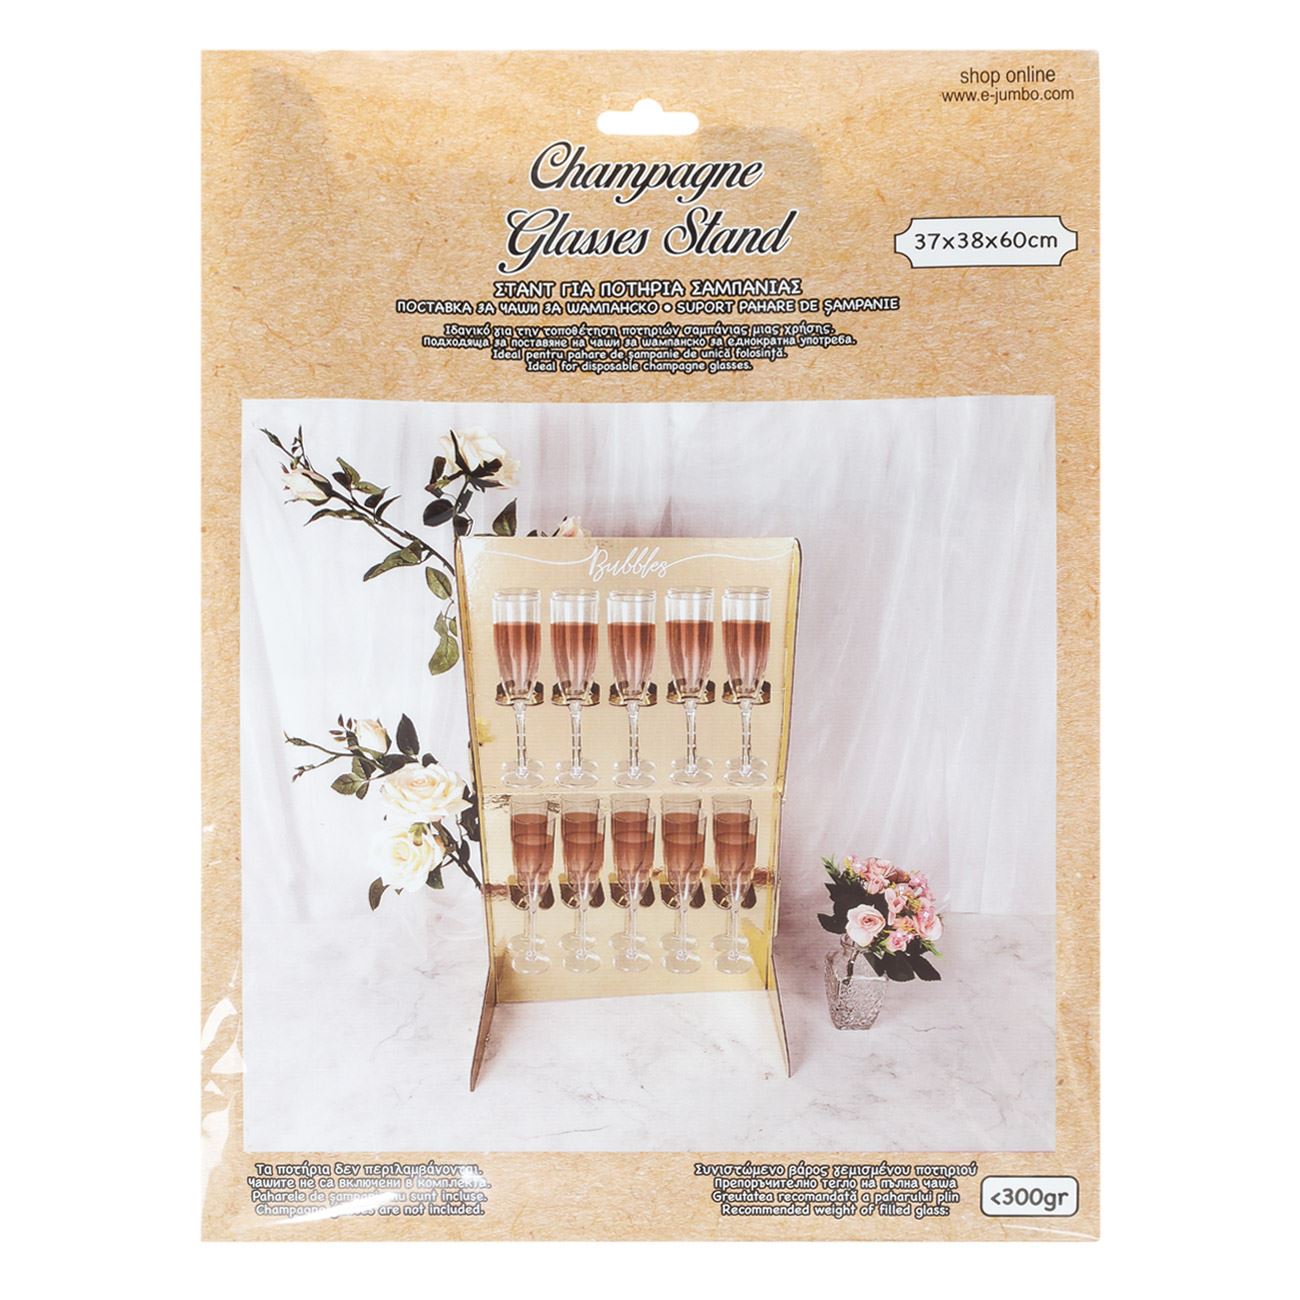 shop online
www.e-jumbo.com
Champagne
Glasses Stand
37x38x60cm
ΣΤΑΝΤ ΓΙΑ ΠΟΤΗΡΙΑ ΣΑΜΠΑΝΙΑΣ
ПОСТАВКА ЗА ЧАШИ ЗА ШАМПАНСКО • SUPORT PAHARE DE ȘAMPANIE
Ιδανικό για την τοποθέτηση ποτηριών σαμπάνιας μιας χρήσης.
Подходяща за поставяне на чаши за шампанско за еднократна употреба.
Ideal pentru pahare de șampanie de unică folosință.
Ideal for disposable champagne glasses.
Bubbles
Τα ποτήρια δεν περιλαμβάνονται.
Чашите не са включени в комплекта.
Paharele de șampanie nu sunt incluse.
Champagne glasses are not included.
Συνιστώμενο βάρος γεμισμένου ποτηριού
Препоръчително тегло на пълна чаша
Greutatea recomandată a paharului plin
Recommended weight of filled glass:
<300gr